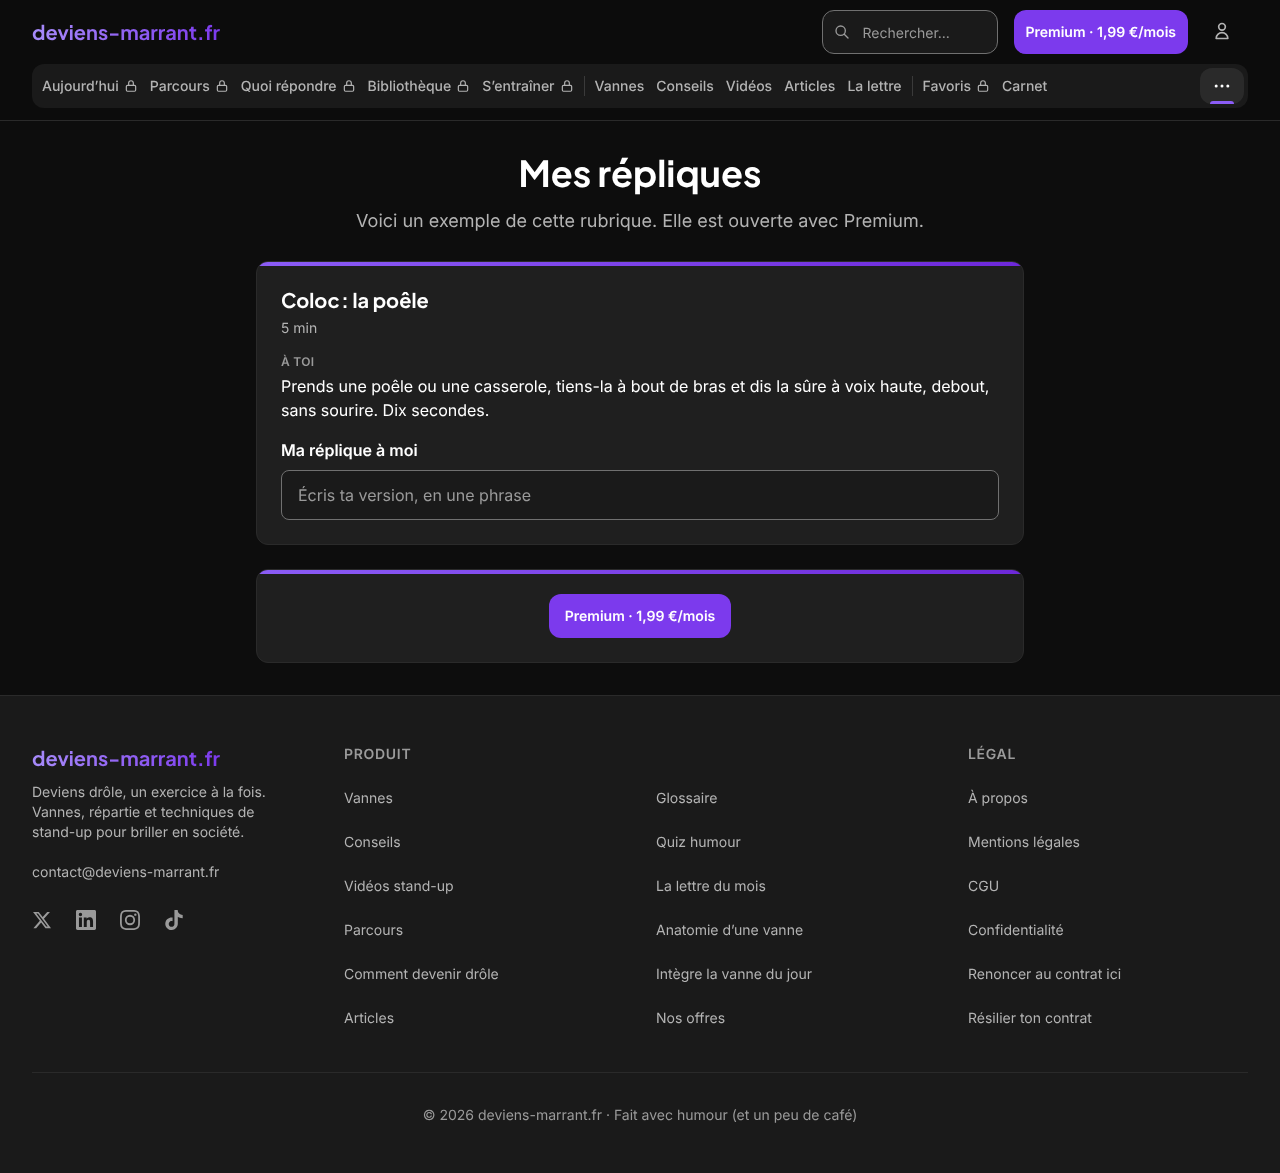 deviens-marrant.fr
Rechercher...
Premium · 1,99 €/mois
Aujourd’hui
Parcours
Quoi répondre
Bibliothèque
S’entraîner
Vannes
Conseils
Vidéos
Articles
La lettre
Favoris
Carnet
Mes répliques
Voici un exemple de cette rubrique. Elle est ouverte avec Premium.
Coloc : la poêle
5 min
À TOI
Prends une poêle ou une casserole, tiens-la à bout de bras et dis la sûre à voix haute, debout,
sans sourire. Dix secondes.
Ma réplique à moi
Écris ta version, en une phrase
Premium · 1,99 €/mois
deviens-marrant.fr
Deviens drôle, un exercice à la fois.
Vannes, répartie et techniques de
stand-up pour briller en société.
contact@deviens-marrant.fr
PRODUIT
Vannes
Conseils
Vidéos stand-up
Parcours
Comment devenir drôle
Articles
Glossaire
Quiz humour
La lettre du mois
Anatomie d’une vanne
Intègre la vanne du jour
Nos offres
LÉGAL
À propos
Mentions légales
CGU
Confidentialité
Renoncer au contrat ici
Résilier ton contrat
© 2026 deviens-marrant.fr · Fait avec humour (et un peu de café)